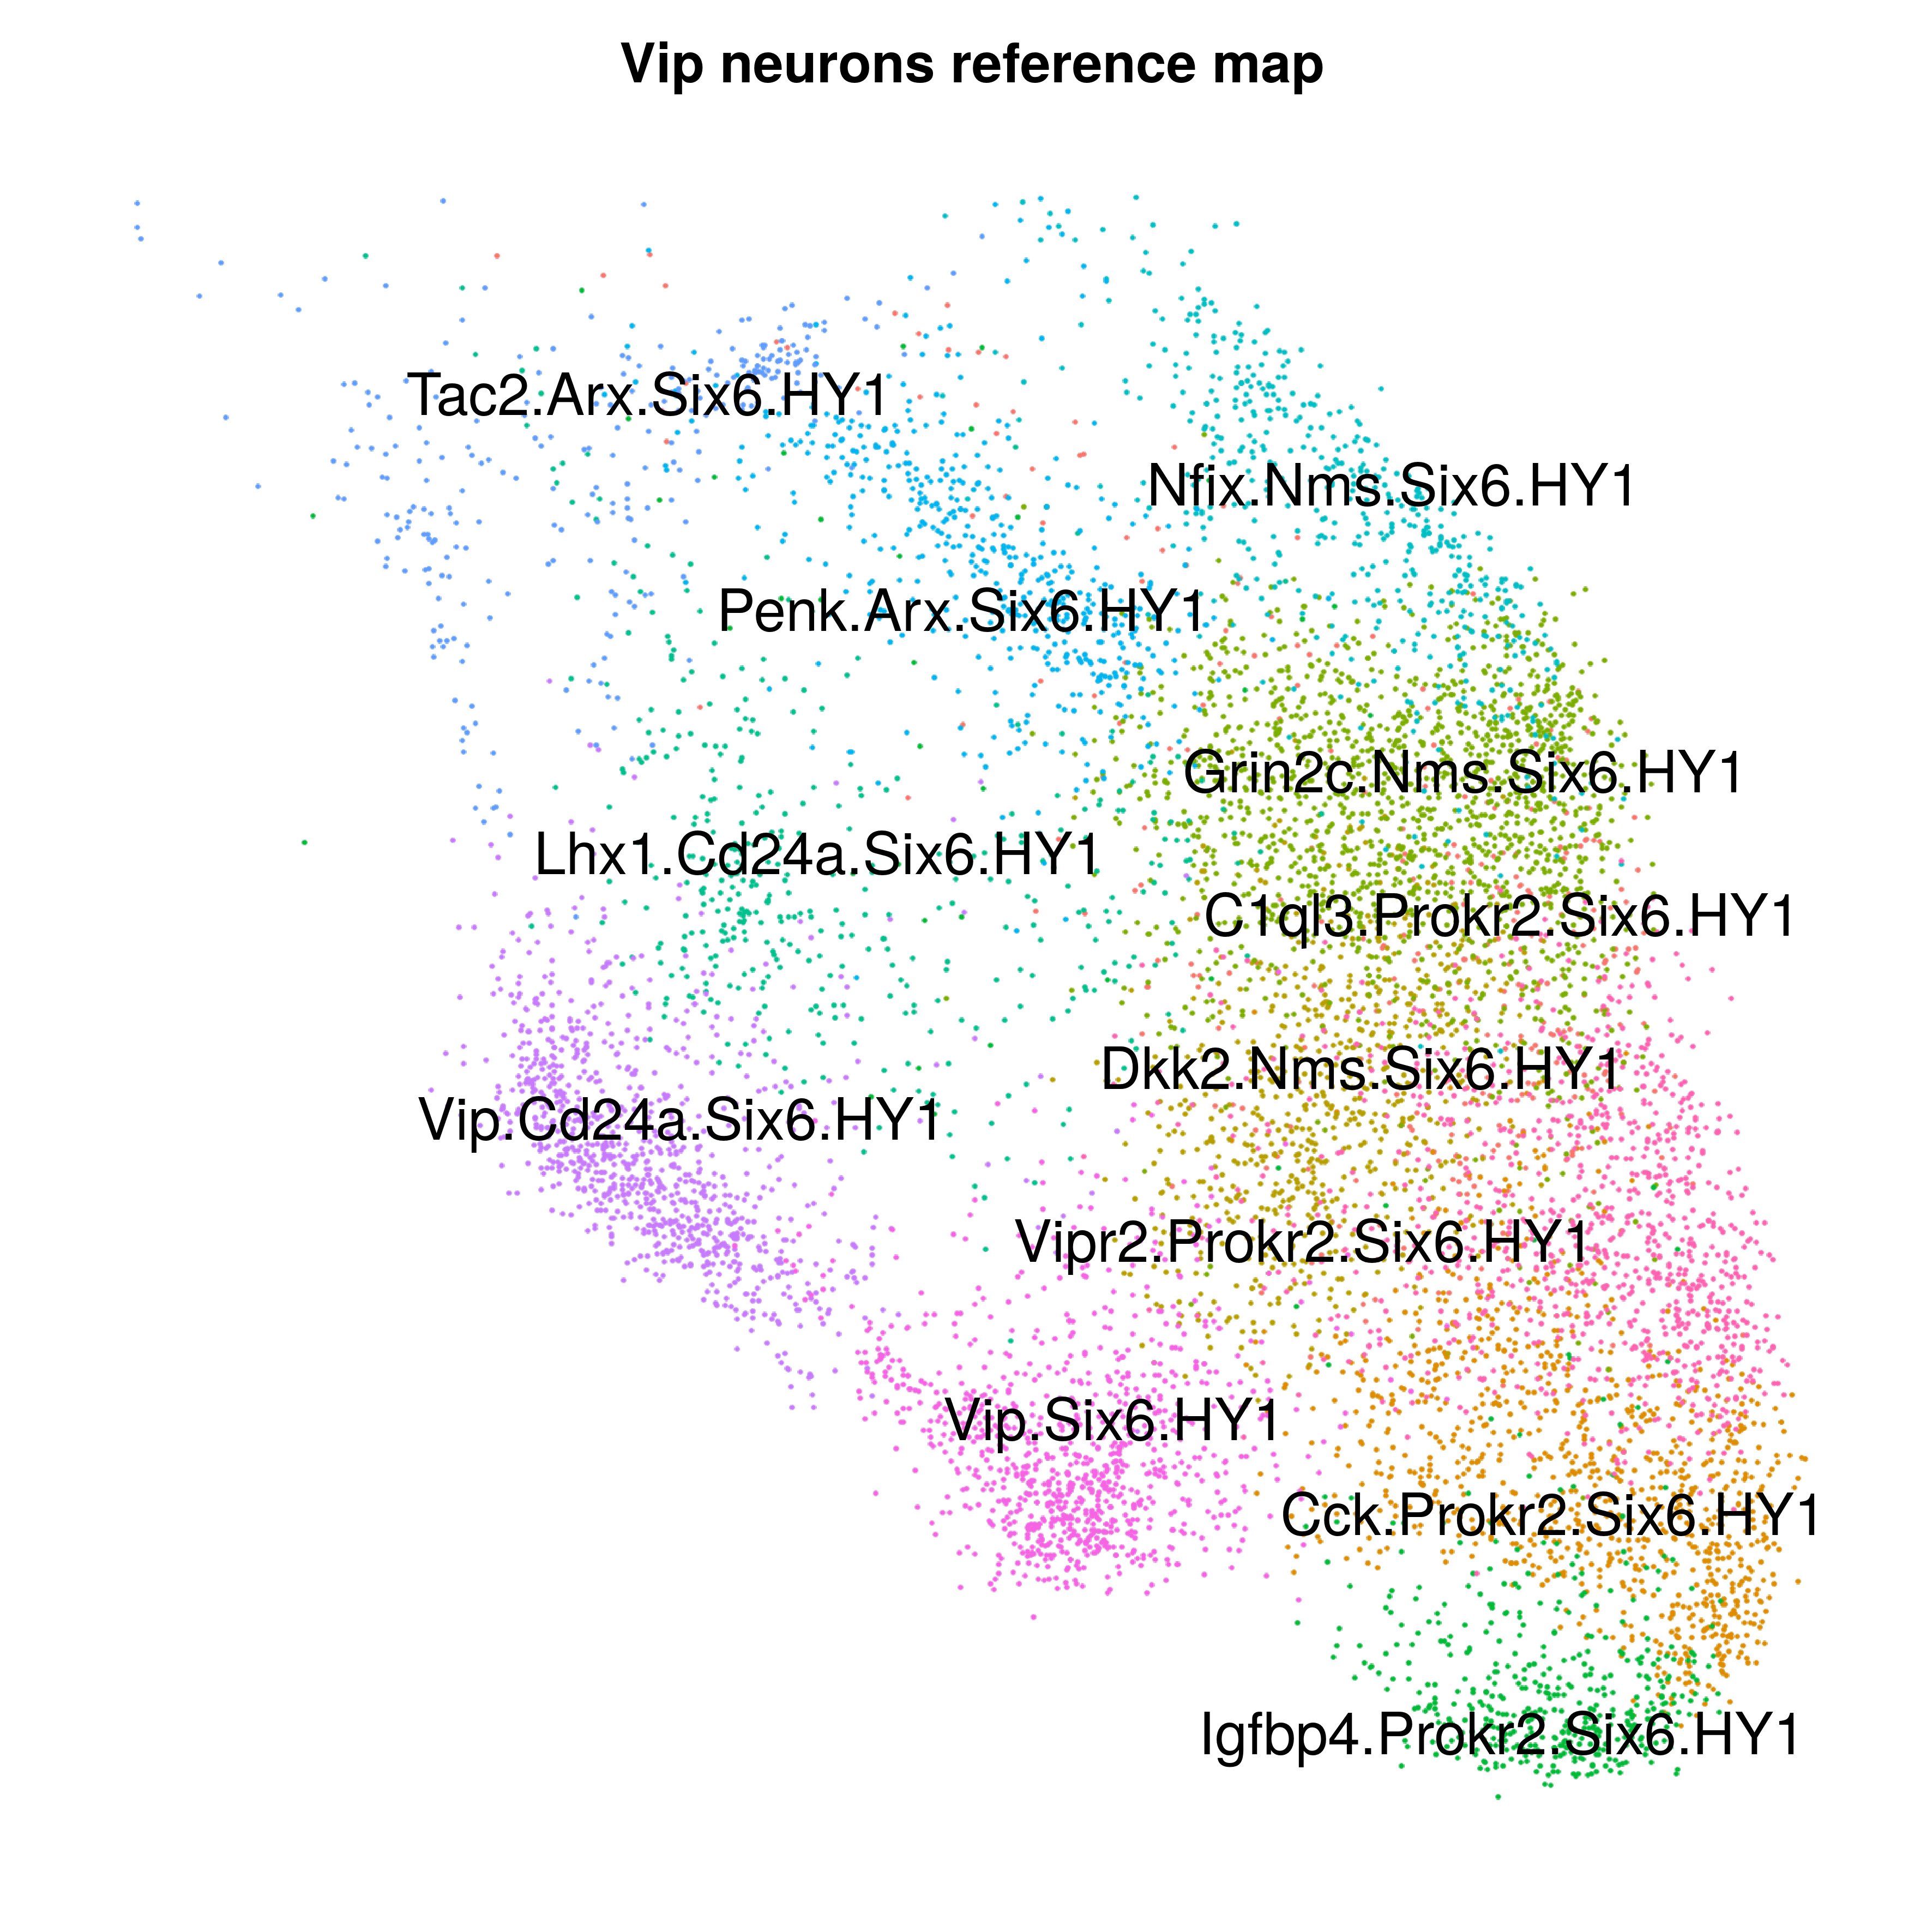 Vip neurons reference map
Tac2.Arx.Six6.HY1
Nfix.Nms.Six6.HY1
Penk.Arx.Six6.HY1
Grin2c.Nms.Six6.HY1
Lhx1.Cd24a.Six6.HY1
C1ql3.Prokr2.Six6.HY1
Dkk2.Nms.Six6.HY1
Vip.Cd24a.Six6.HY1
Vipr2.Prokr2.Six6.HY1
Vip.Six6.HY1
Cck.Prokr2.Six6.HY1
Igfbp4.Prokr2.Six6.HY1